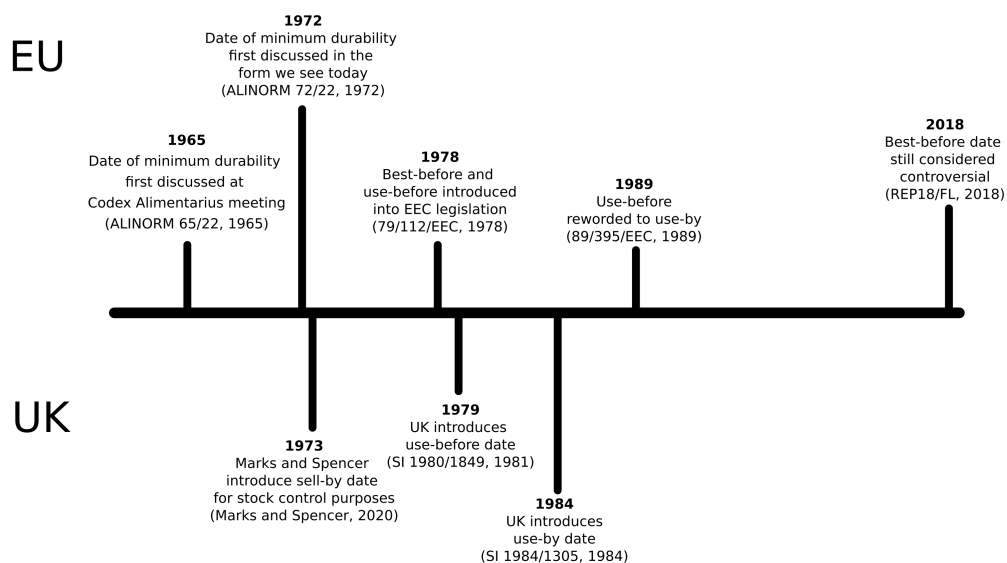 EU
1972
Date of minimum durability
first discussed in the
form we see today
(ALINORM 72/22, 1972)
1965
Date of minimum durability
first discussed at
Codex Alimentarius meeting
(ALINORM 65/22, 1965)
1978
Best-before and
use-before introduced
into EEC legislation
(79/112/EEC, 1978)
1989
Use-before
reworded to use-by
(89/395/EEC, 1989)
2018
Best-before date
still considered
controversial
(REP18/FL, 2018)
UK
1973
Marks and Spencer
introduce sell-by date
for stock control purposes
(Marks and Spencer, 2020)
1979
UK introduces
use-before date
(SI 1980/1849, 1981)
1984
UK introduces
use-by date
(SI 1984/1305, 1984)